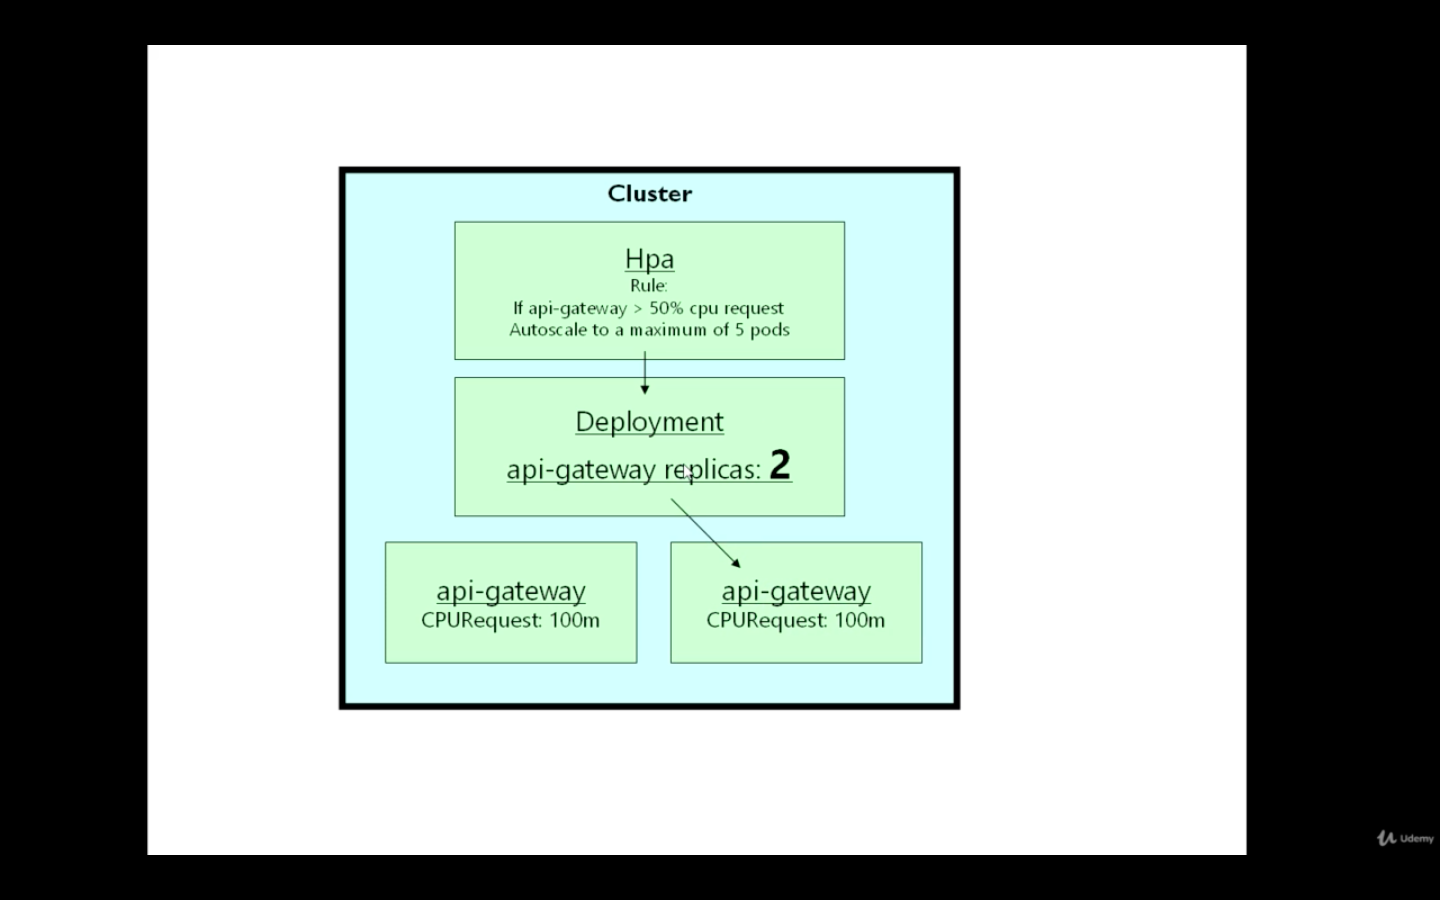 Cluster
Hpa
Rule:
If api-gateway > 50% cpu request
Autoscale to a maximum of 5 pods
Deployment
api-gateway replicas: 2
api-gateway
CPURequest: 100m
api-gateway
CPURequest: 100m
Udemy